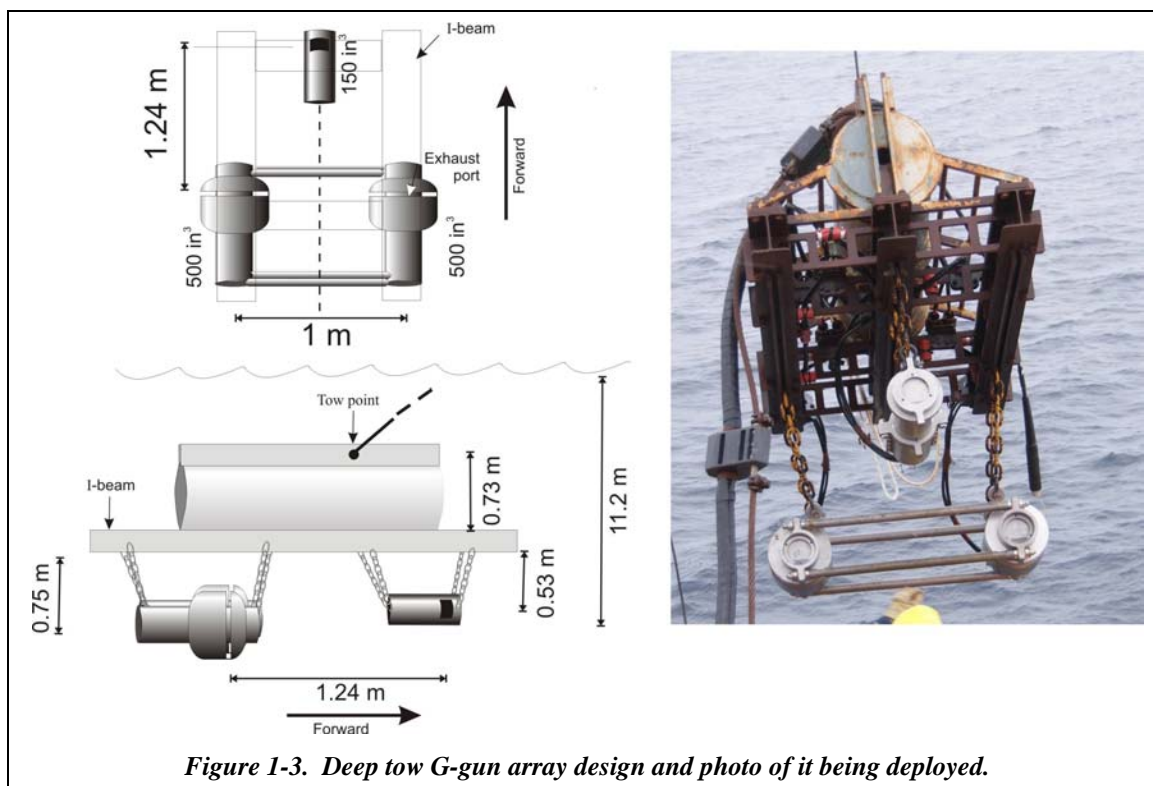 I-beam
150 in³
1.24 m
Forward
Exhaust
port
500 in³
500 in³
1 m
Tow point
I-beam
0.73 m
11.2 m
0.75 m
0.53 m
1.24 m
Forward
Figure 1-3. Deep tow G-gun array design and photo of it being deployed.